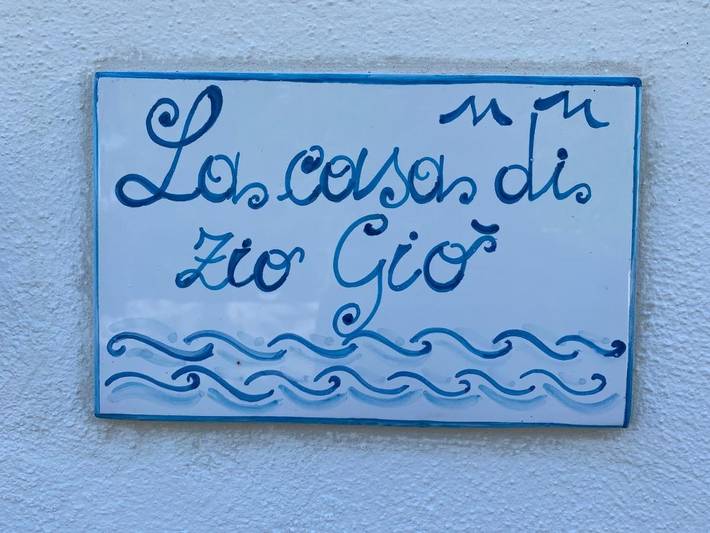 La casa di
zio Giò